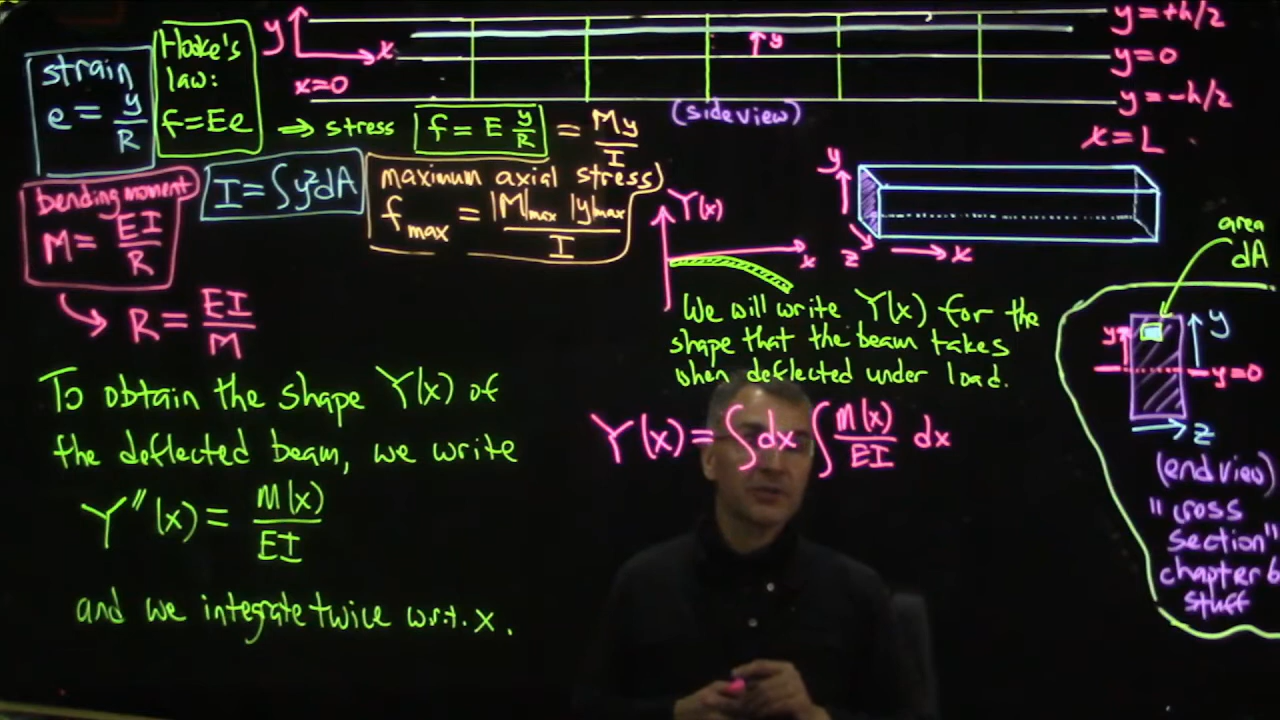 strain
e = y/R
Hooke's
law:
f=Ee
y
x
x=0
y
y=+h/2
y=0
y=-h/2
x=L
(sideview)
⇒ stress f = E y/R = My/I
bending moment
M = EI/R
I=∫y²dA
maximum axial stress
f max = |M|max |y|max / I
→ R = EI/M
Y(x)
x
y
z
→ x
area
dA
We will write Y(x) for the
shape that the beam takes
when deflected under load.
y
y
y=0
z
(end view)
"cross
section"
chapter 6
stuff
To obtain the shape Y(x) of
the deflected beam, we write
Y"(x) = M(x)/EI
and we integrate twice w.r.t. x.
Y(x) = ∫dx ∫ M(x)/EI dx